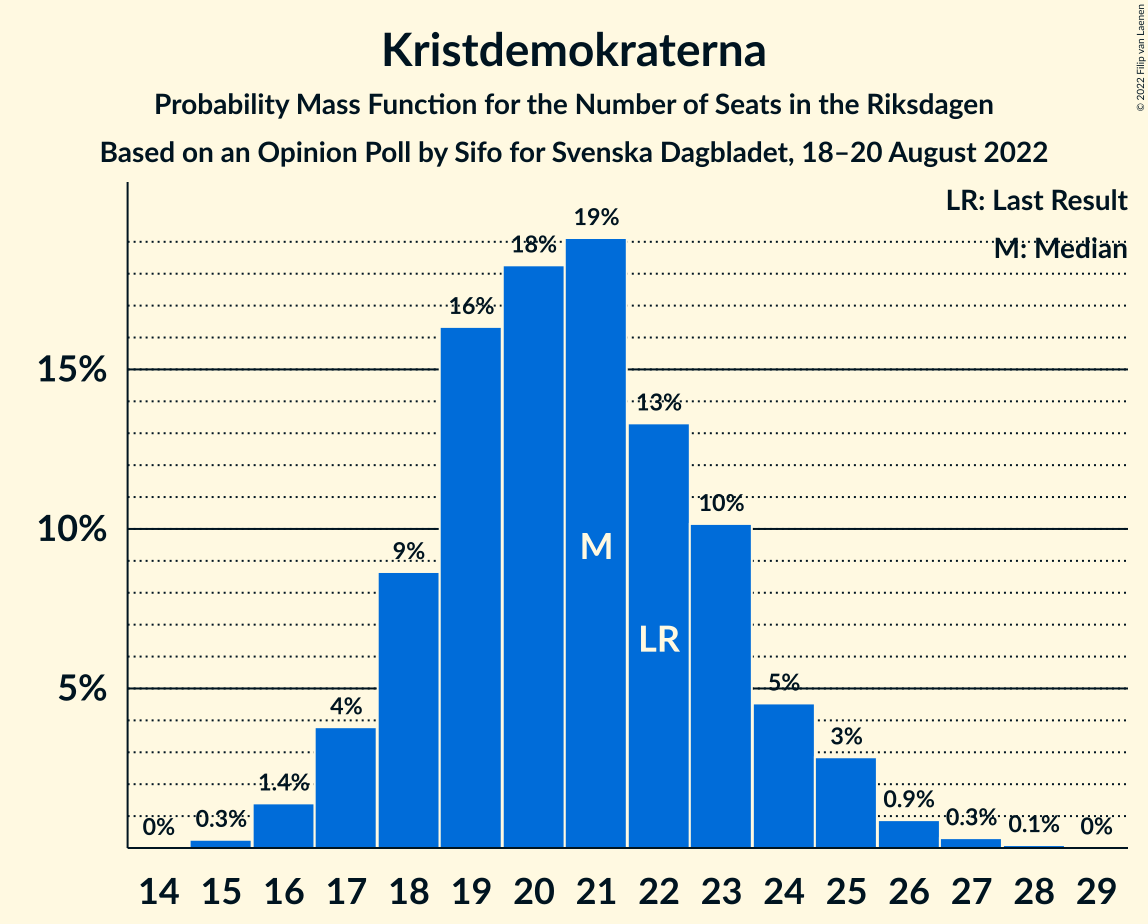 Kristdemokraterna
Probability Mass Function for the Number of Seats in the Riksdagen
Based on an Opinion Poll by Sifo for Svenska Dagbladet, 18–20 August 2022
© 2022 Filip van Laenen
LR: Last Result
M: Median
15%
10%
5%
0%
0.3%
1.4%
4%
9%
16%
18%
19%
13%
10%
5%
3%
0.9%
0.3%
0.1%
0%
M
LR
14 15 16 17 18 19 20 21 22 23 24 25 26 27 28 29